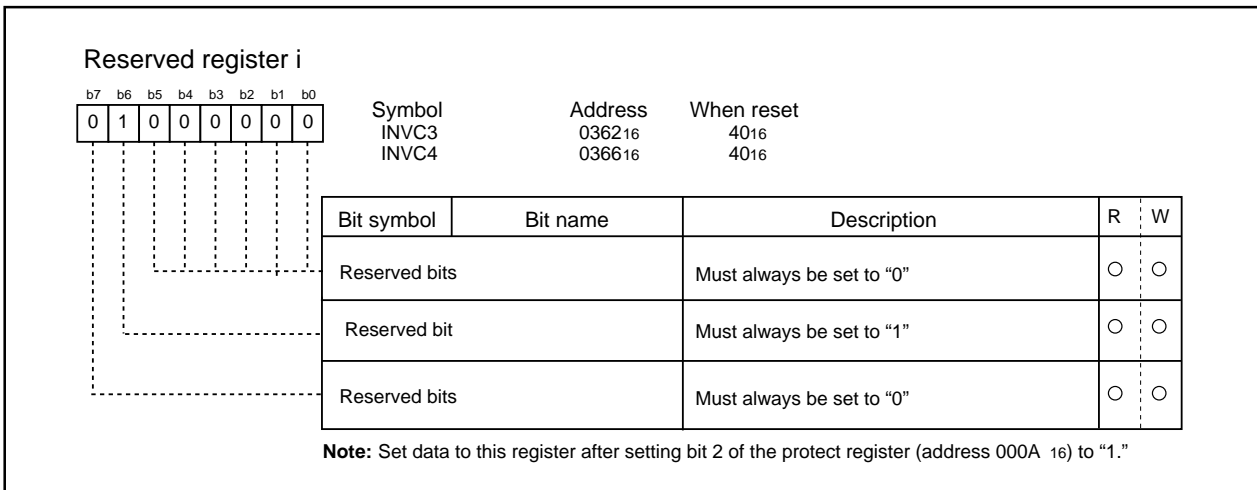 Reserved register i
b7 b6 b5 b4 b3 b2 b1 b0
0 1 0 0 0 0 0 0
Symbol Address When reset
INVC3 036216 4016
INVC4 036616 4016
Bit symbol Bit name Description R W
Reserved bits Must always be set to “0” ○ ○
Reserved bit Must always be set to “1” ○ ○
Reserved bits Must always be set to “0” ○ ○
Note: Set data to this register after setting bit 2 of the protect register (address 000A 16) to “1.”